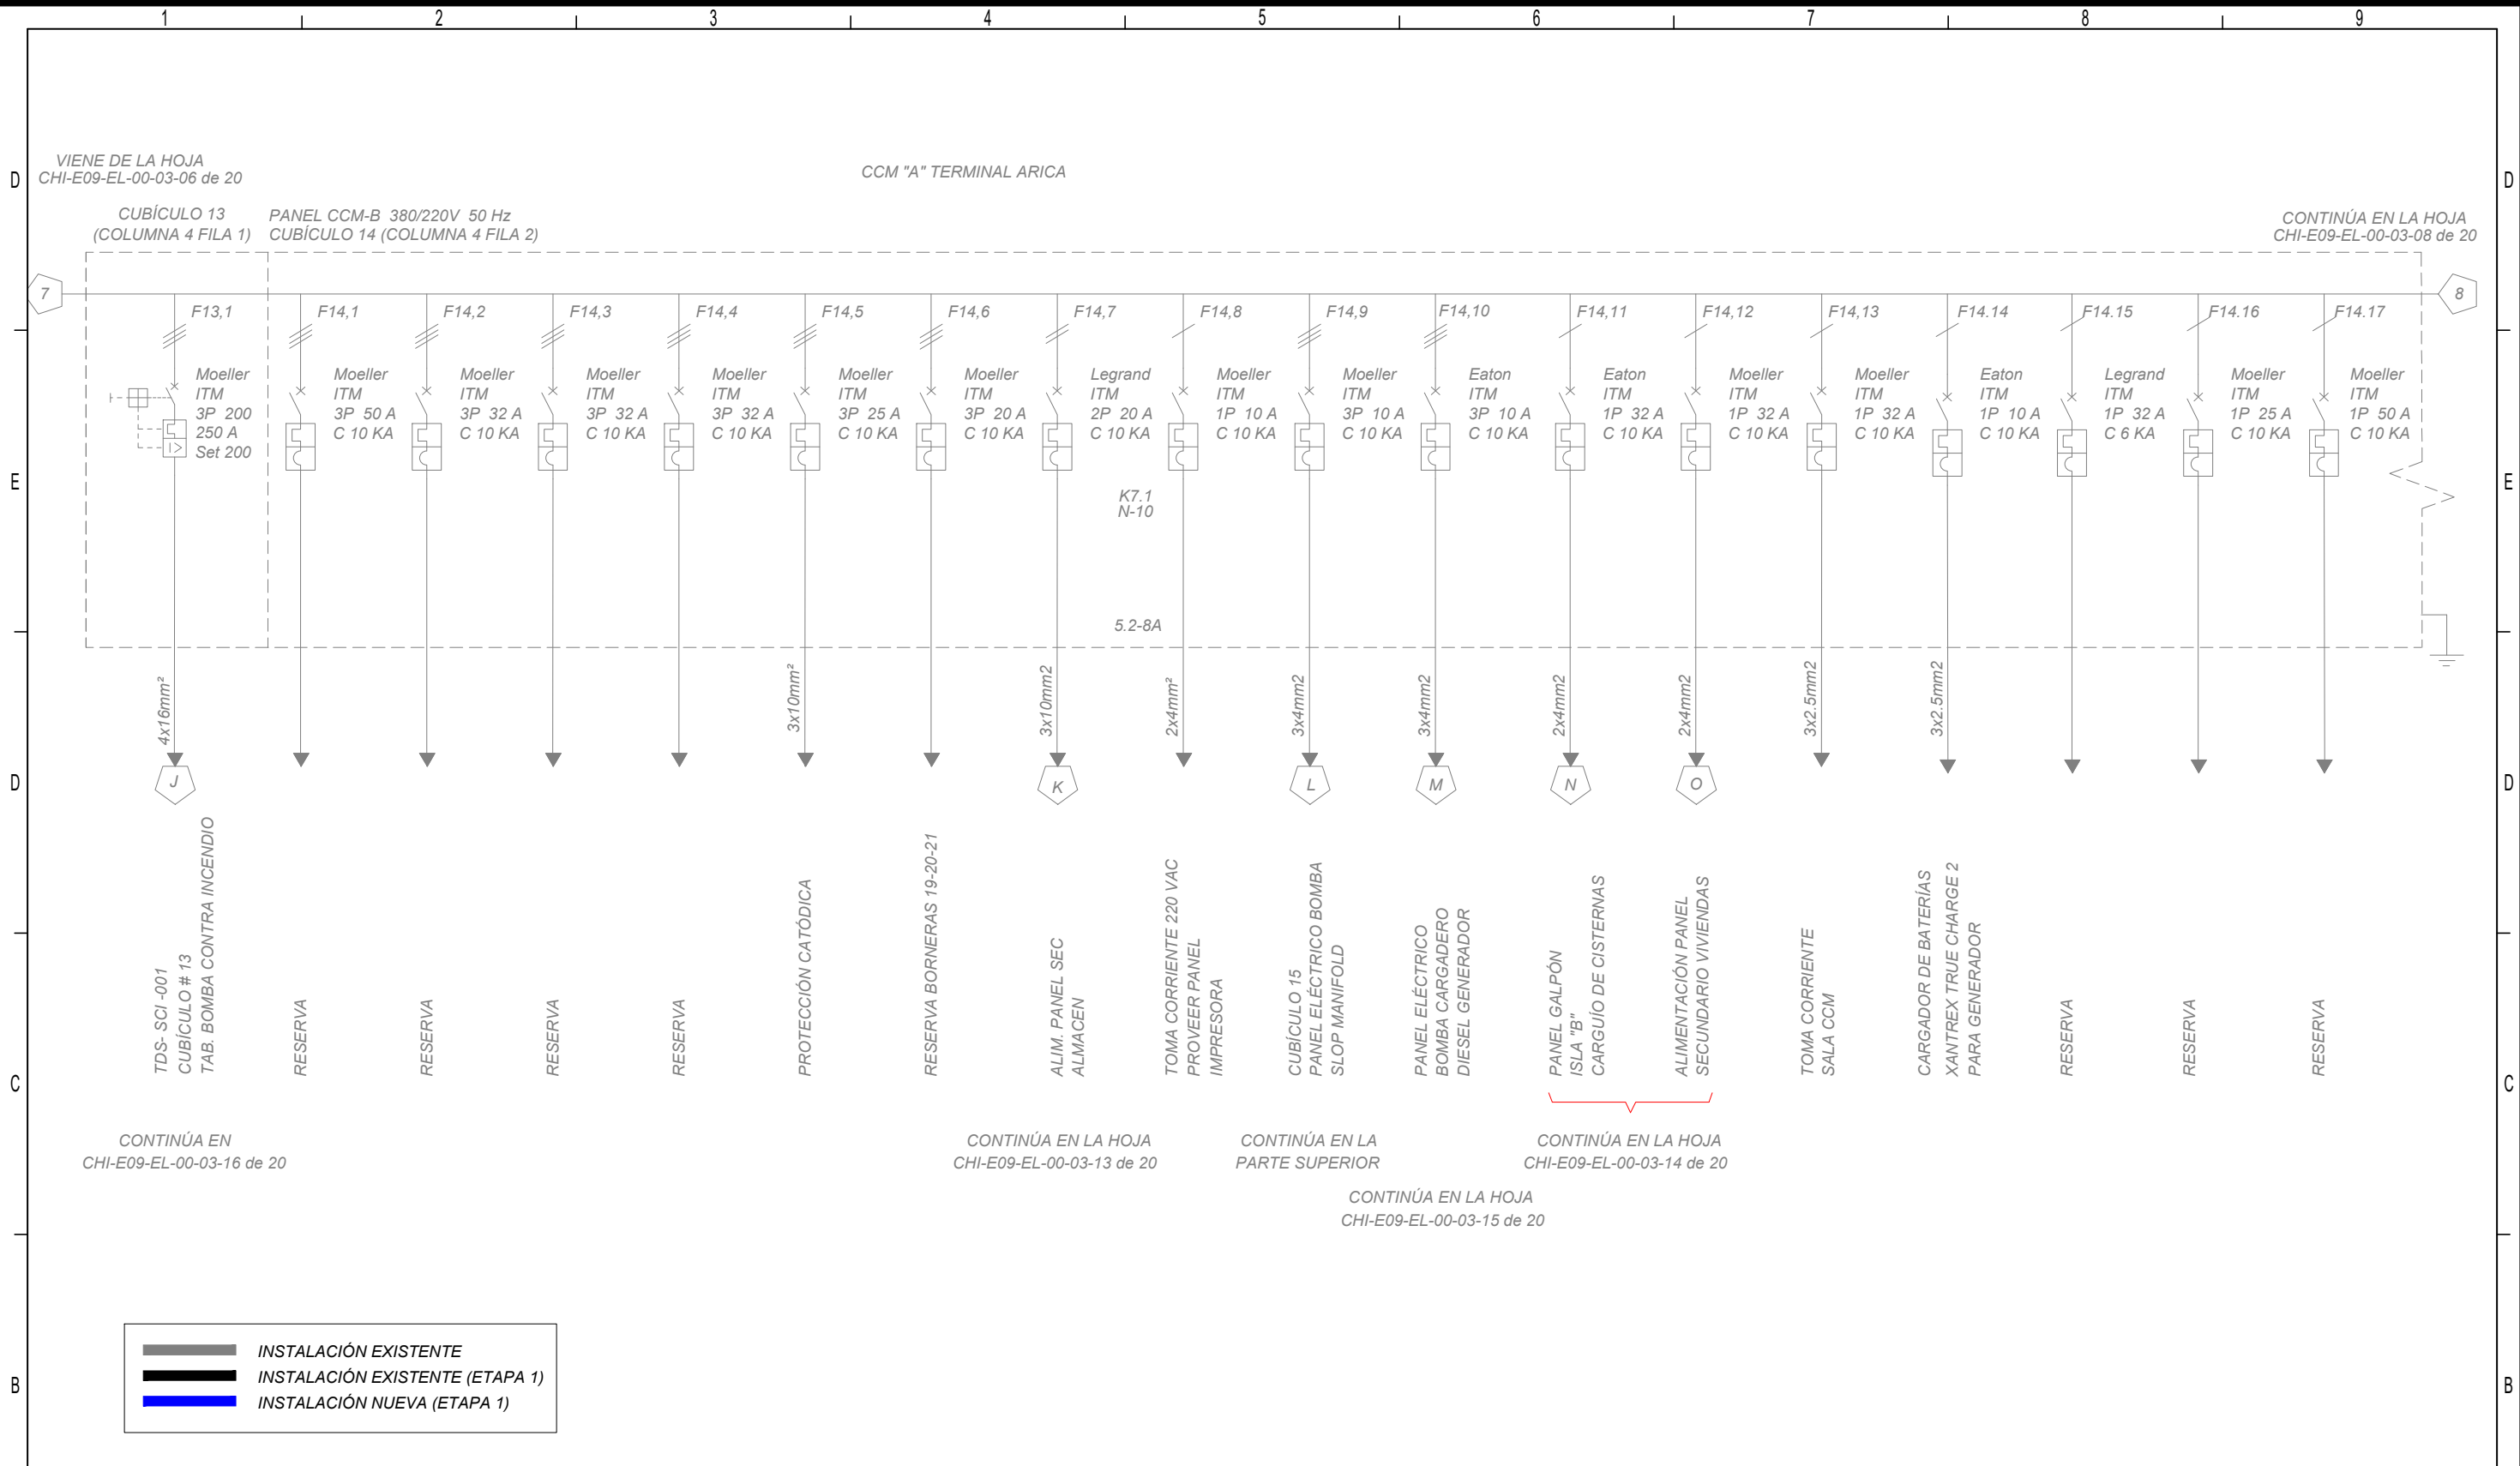 1 2 3 4 5 6 7 8 9
VIENE DE LA HOJA
CHI-E09-EL-00-03-06 de 20
CCM "A" TERMINAL ARICA
D
D
CUBÍCULO 13
(COLUMNA 4 FILA 1)
PANEL CCM-B 380/220V 50 Hz
CUBÍCULO 14 (COLUMNA 4 FILA 2)
CONTINÚA EN LA HOJA
CHI-E09-EL-00-03-08 de 20
7
8
F13,1
Moeller
ITM
3P 200
250 A
Set 200
F14,1
Moeller
ITM
3P 50 A
C 10 KA
F14,2
Moeller
ITM
3P 32 A
C 10 KA
F14,3
Moeller
ITM
3P 32 A
C 10 KA
F14,4
Moeller
ITM
3P 32 A
C 10 KA
F14,5
Moeller
ITM
3P 25 A
C 10 KA
F14,6
Moeller
ITM
3P 20 A
C 10 KA
F14,7
Legrand
ITM
2P 20 A
C 10 KA
F14,8
Moeller
ITM
1P 10 A
C 10 KA
F14,9
Moeller
ITM
3P 10 A
C 10 KA
F14,10
Eaton
ITM
3P 10 A
C 10 KA
F14,11
Eaton
ITM
1P 32 A
C 10 KA
F14,12
Moeller
ITM
1P 32 A
C 10 KA
F14,13
Moeller
ITM
1P 32 A
C 10 KA
F14.14
Eaton
ITM
1P 10 A
C 10 KA
F14.15
Legrand
ITM
1P 32 A
C 6 KA
F14.16
Moeller
ITM
1P 25 A
C 10 KA
F14.17
Moeller
ITM
1P 50 A
C 10 KA
E
E
K7.1
N-10
5.2-8A
4x16mm²
3x10mm²
3x10mm2
2x4mm²
3x4mm2
3x4mm2
2x4mm2
2x4mm2
3x2.5mm2
3x2.5mm2
D
D
J
K
L
M
N
O
TDS- SCI -001
CUBÍCULO # 13
TAB. BOMBA CONTRA INCENDIO
RESERVA
RESERVA
RESERVA
RESERVA
PROTECCIÓN CATÓDICA
RESERVA BORNERAS 19-20-21
ALIM. PANEL SEC
ALMACEN
TOMA CORRIENTE 220 VAC
PROVEER PANEL
IMPRESORA
CUBÍCULO 15
PANEL ELÉCTRICO BOMBA
SLOP MANIFOLD
PANEL ELÉCTRICO
BOMBA CARGADERO
DIESEL GENERADOR
PANEL GALPÓN
ISLA "B"
CARGUÍO DE CISTERNAS
ALIMENTACIÓN PANEL
SECUNDARIO VIVIENDAS
TOMA CORRIENTE
SALA CCM
CARGADOR DE BATERÍAS
XANTREX TRUE CHARGE 2
PARA GENERADOR
RESERVA
RESERVA
RESERVA
C
C
CONTINÚA EN
CHI-E09-EL-00-03-16 de 20
CONTINÚA EN LA HOJA
CHI-E09-EL-00-03-13 de 20
CONTINÚA EN LA
PARTE SUPERIOR
CONTINÚA EN LA HOJA
CHI-E09-EL-00-03-14 de 20
CONTINÚA EN LA HOJA
CHI-E09-EL-00-03-15 de 20
INSTALACIÓN EXISTENTE
INSTALACIÓN EXISTENTE (ETAPA 1)
INSTALACIÓN NUEVA (ETAPA 1)
B
B